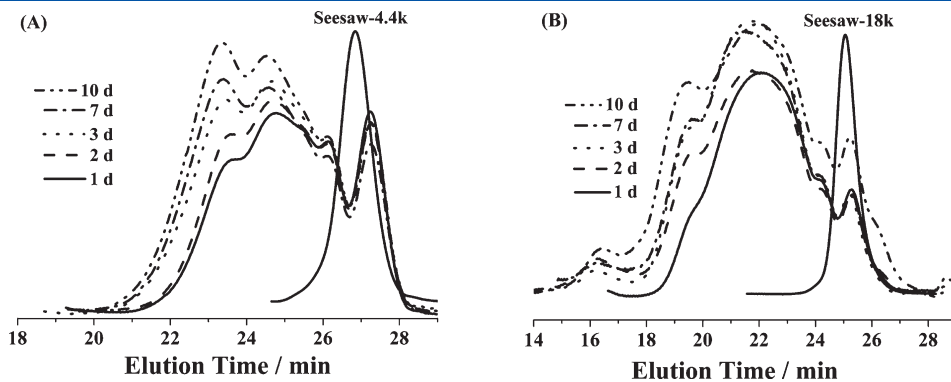 (A)
Seesaw-4.4k
10 d
7 d
3 d
2 d
1 d
18 20 22 24 26 28
Elution Time / min
(B)
Seesaw-18k
10 d
7 d
3 d
2 d
1 d
14 16 18 20 22 24 26 28
Elution Time / min